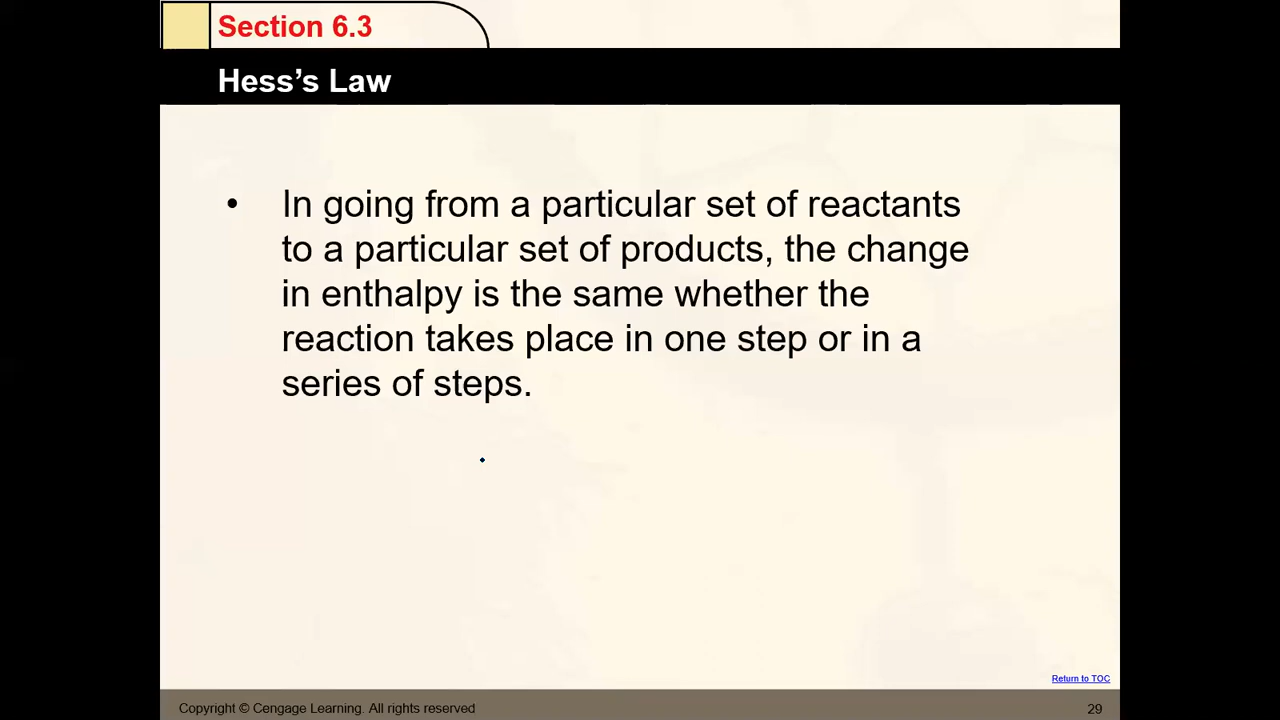 Section 6.3
Hess’s Law
• In going from a particular set of reactants
to a particular set of products, the change
in enthalpy is the same whether the
reaction takes place in one step or in a
series of steps.
Return to TOC
Copyright © Cengage Learning. All rights reserved
29